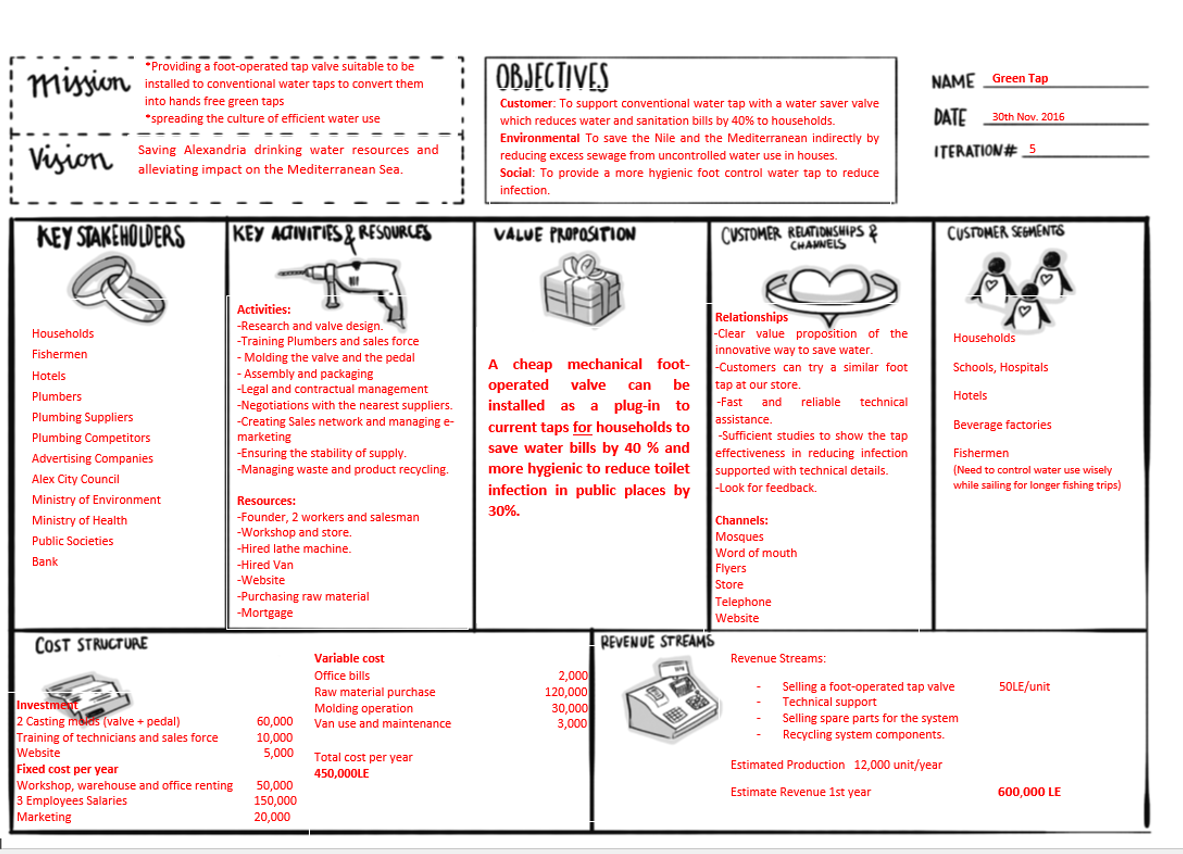 Mission
*Providing a foot-operated tap valve suitable to be
installed to conventional water taps to convert them
into hands free green taps
*spreading the culture of efficient water use
Vision
Saving Alexandria drinking water resources and
alleviating impact on the Mediterranean Sea.
OBJECTIVES
Customer: To support conventional water tap with a water saver valve
which reduces water and sanitation bills by 40% to households.
Environmental To save the Nile and the Mediterranean indirectly by
reducing excess sewage from uncontrolled water use in houses.
Social: To provide a more hygienic foot control water tap to reduce
infection.
NAME Green Tap
DATE 30th Nov. 2016
ITERATION# 5
KEY STAKEHOLDERS
Households
Fishermen
Hotels
Plumbers
Plumbing Suppliers
Plumbing Competitors
Advertising Companies
Alex City Council
Ministry of Environment
Ministry of Health
Public Societies
Bank
KEY ACTIVITIES & RESOURCES
Activities:
-Research and valve design.
-Training Plumbers and sales force
- Molding the valve and the pedal
- Assembly and packaging
-Legal and contractual management
-Negotiations with the nearest suppliers.
-Creating Sales network and managing e-
marketing
-Ensuring the stability of supply.
-Managing waste and product recycling.
Resources:
-Founder, 2 workers and salesman
-Workshop and store.
-Hired lathe machine.
-Hired Van
-Website
-Purchasing raw material
-Mortgage
VALUE PROPOSITION
A cheap mechanical foot-
operated valve can be
installed as a plug-in to
current taps for households to
save water bills by 40 % and
more hygienic to reduce toilet
infection in public places by
30%.
CUSTOMER RELATIONSHIPS &
CHANNELS
Relationships
-Clear value proposition of the
innovative way to save water.
-Customers can try a similar foot
tap at our store.
-Fast and reliable technical
assistance.
-Sufficient studies to show the tap
effectiveness in reducing infection
supported with technical details.
-Look for feedback.
Channels:
Mosques
Word of mouth
Flyers
Store
Telephone
Website
CUSTOMER SEGMENTS
Households
Schools, Hospitals
Hotels
Beverage factories
Fishermen
(Need to control water use wisely
while sailing for longer fishing trips)
COST STRUCTURE
Investment
2 Casting molds (valve + pedal) 60,000
Training of technicians and sales force 10,000
Website 5,000
Fixed cost per year
Workshop, warehouse and office renting 50,000
3 Employees Salaries 150,000
Marketing 20,000
Variable cost
Office bills 2,000
Raw material purchase 120,000
Molding operation 30,000
Van use and maintenance 3,000
Total cost per year
450,000LE
REVENUE STREAMS
Revenue Streams:
- Selling a foot-operated tap valve 50LE/unit
- Technical support
- Selling spare parts for the system
- Recycling system components.
Estimated Production 12,000 unit/year
Estimate Revenue 1st year 600,000 LE